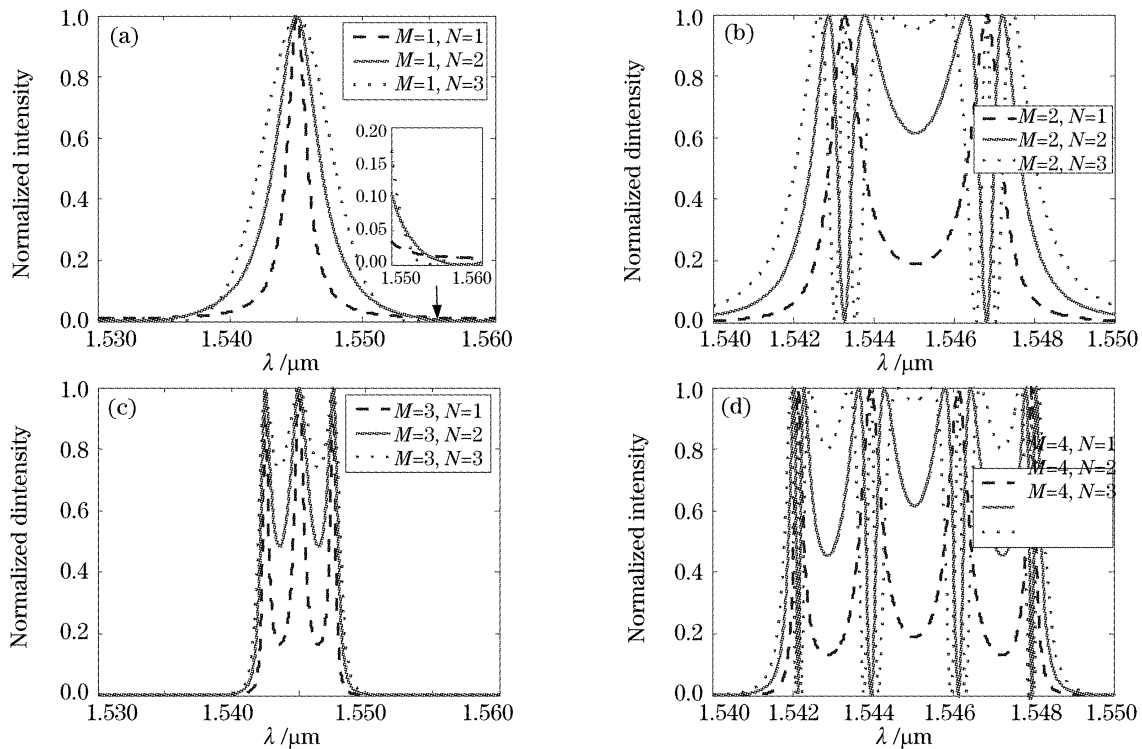 (a)
Normalized intensity
1.0
0.8
0.6
0.4
0.2
0.0
M=1, N=1
M=1, N=2
M=1, N=3
0.20
0.15
0.10
0.05
0.00
1.550 1.560
1.530 1.540 1.550 1.560
λ /μm
(b)
Normalized dintensity
1.0
0.8
0.6
0.4
0.2
0.0
M=2, N=1
M=2, N=2
M=2, N=3
1.540 1.542 1.544 1.546 1.548 1.550
λ /μm
(c)
Normalized dintensity
1.0
0.8
0.6
0.4
0.2
0.0
M=3, N=1
M=3, N=2
M=3, N=3
1.530 1.540 1.550 1.560
λ /μm
(d)
Normalized intensity
1.0
0.8
0.6
0.4
0.2
0.0
M=4, N=1
M=4, N=2
M=4, N=3
1.540 1.542 1.544 1.546 1.548 1.550
λ /μm